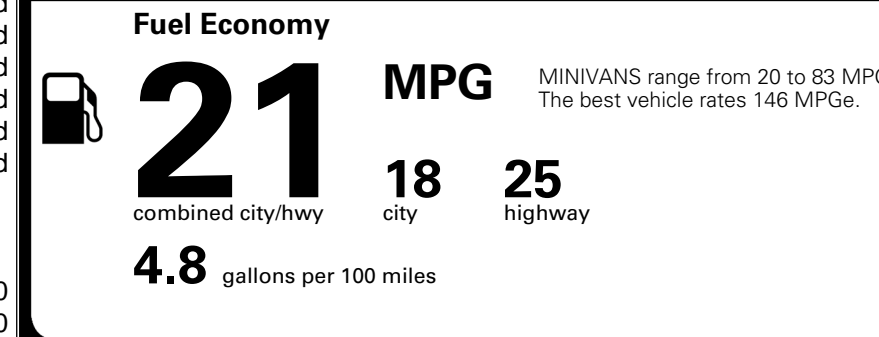 Fuel Economy
21 MPG
MINIVANS range from 20 to 83
The best vehicle rates 146 MPGe.
18 25
combined city/hwy city highway
4.8 gallons per 100 miles